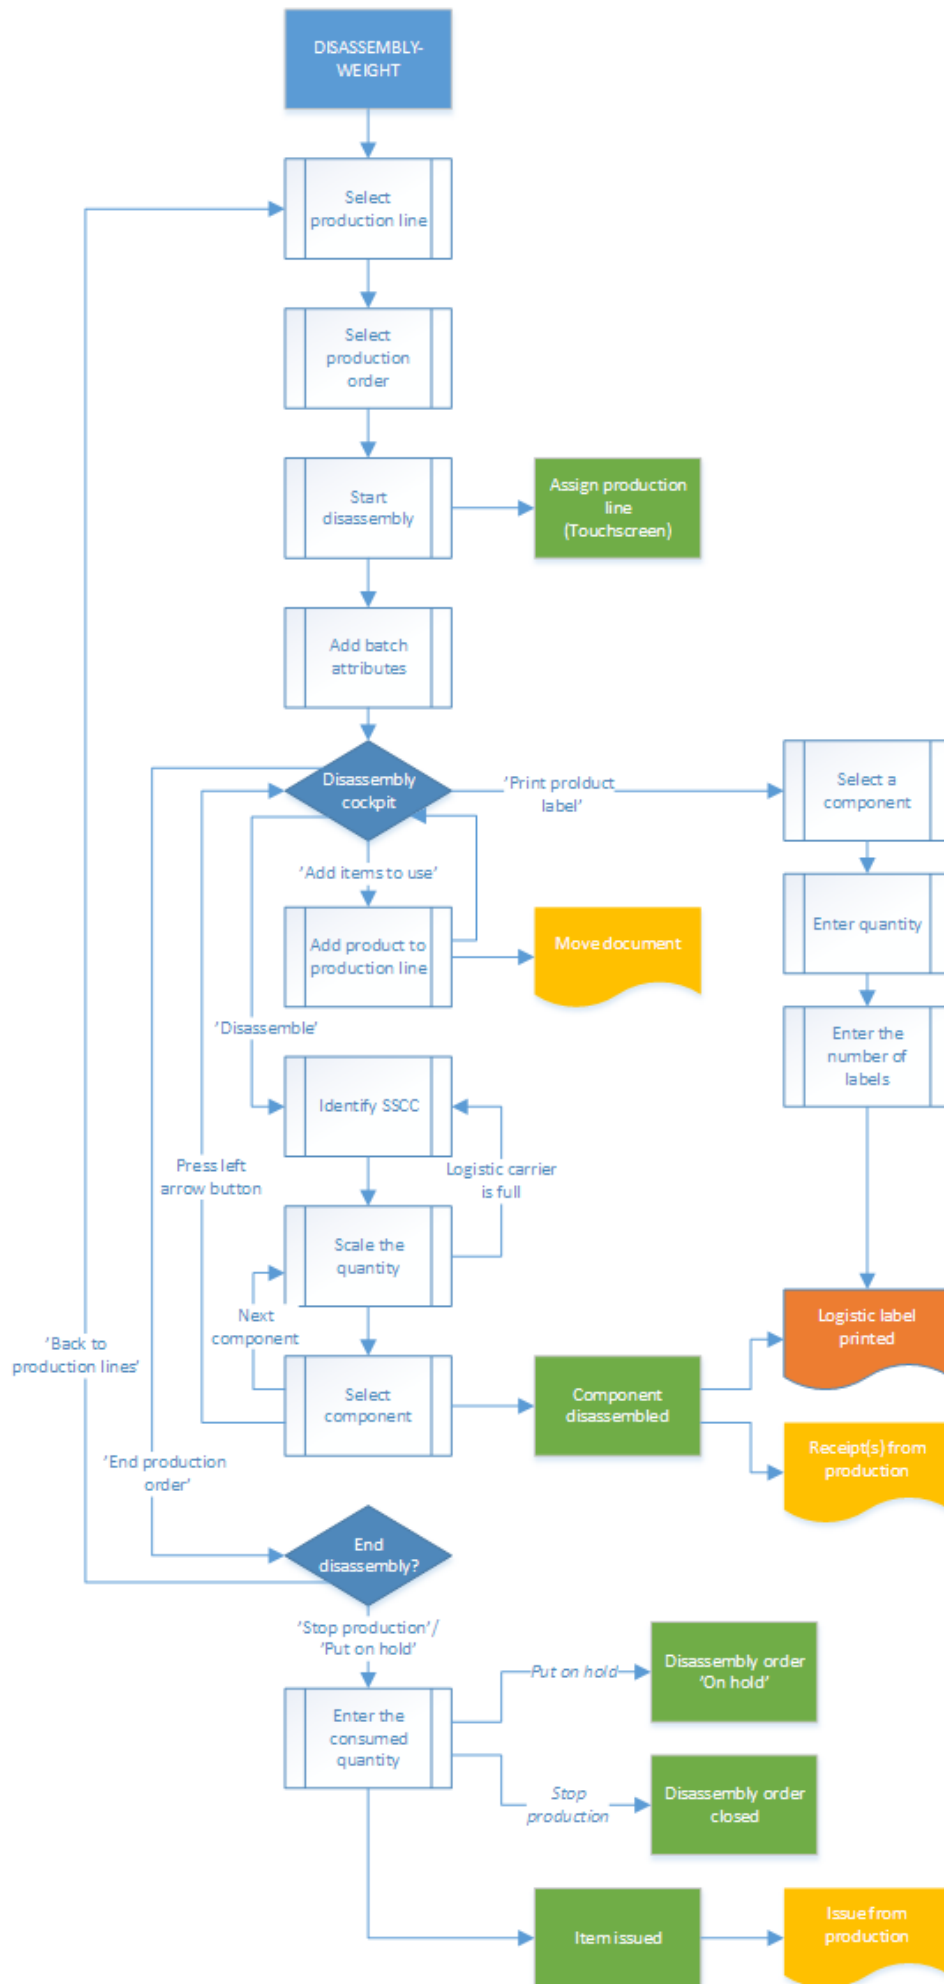 DISASSEMBLY-
WEIGHT
Select
production line
Select
production
order
Start
disassembly
Assign production
line
(Touchscreen)
Add batch
attributes
Disassembly
cockpit
'Print prolduct
label'
Select a
component
'Add items to use'
Add product to
production line
Move document
Enter quantity
'Disassemble'
Enter the
number of
labels
Identify SSCC
Press left
arrow button
Logistic carrier
is full
Scale the
quantity
Next
component
'Back to
production lines'
Select
component
Component
disassembled
Logistic label
printed
Receipt(s) from
production
'End production
order'
End
disassembly?
'Stop production'/
'Put on hold'
Enter the
consumed
quantity
Put on hold
Disassembly order
'On hold'
Stop
production
Disassembly order
closed
Item issued
Issue from
production